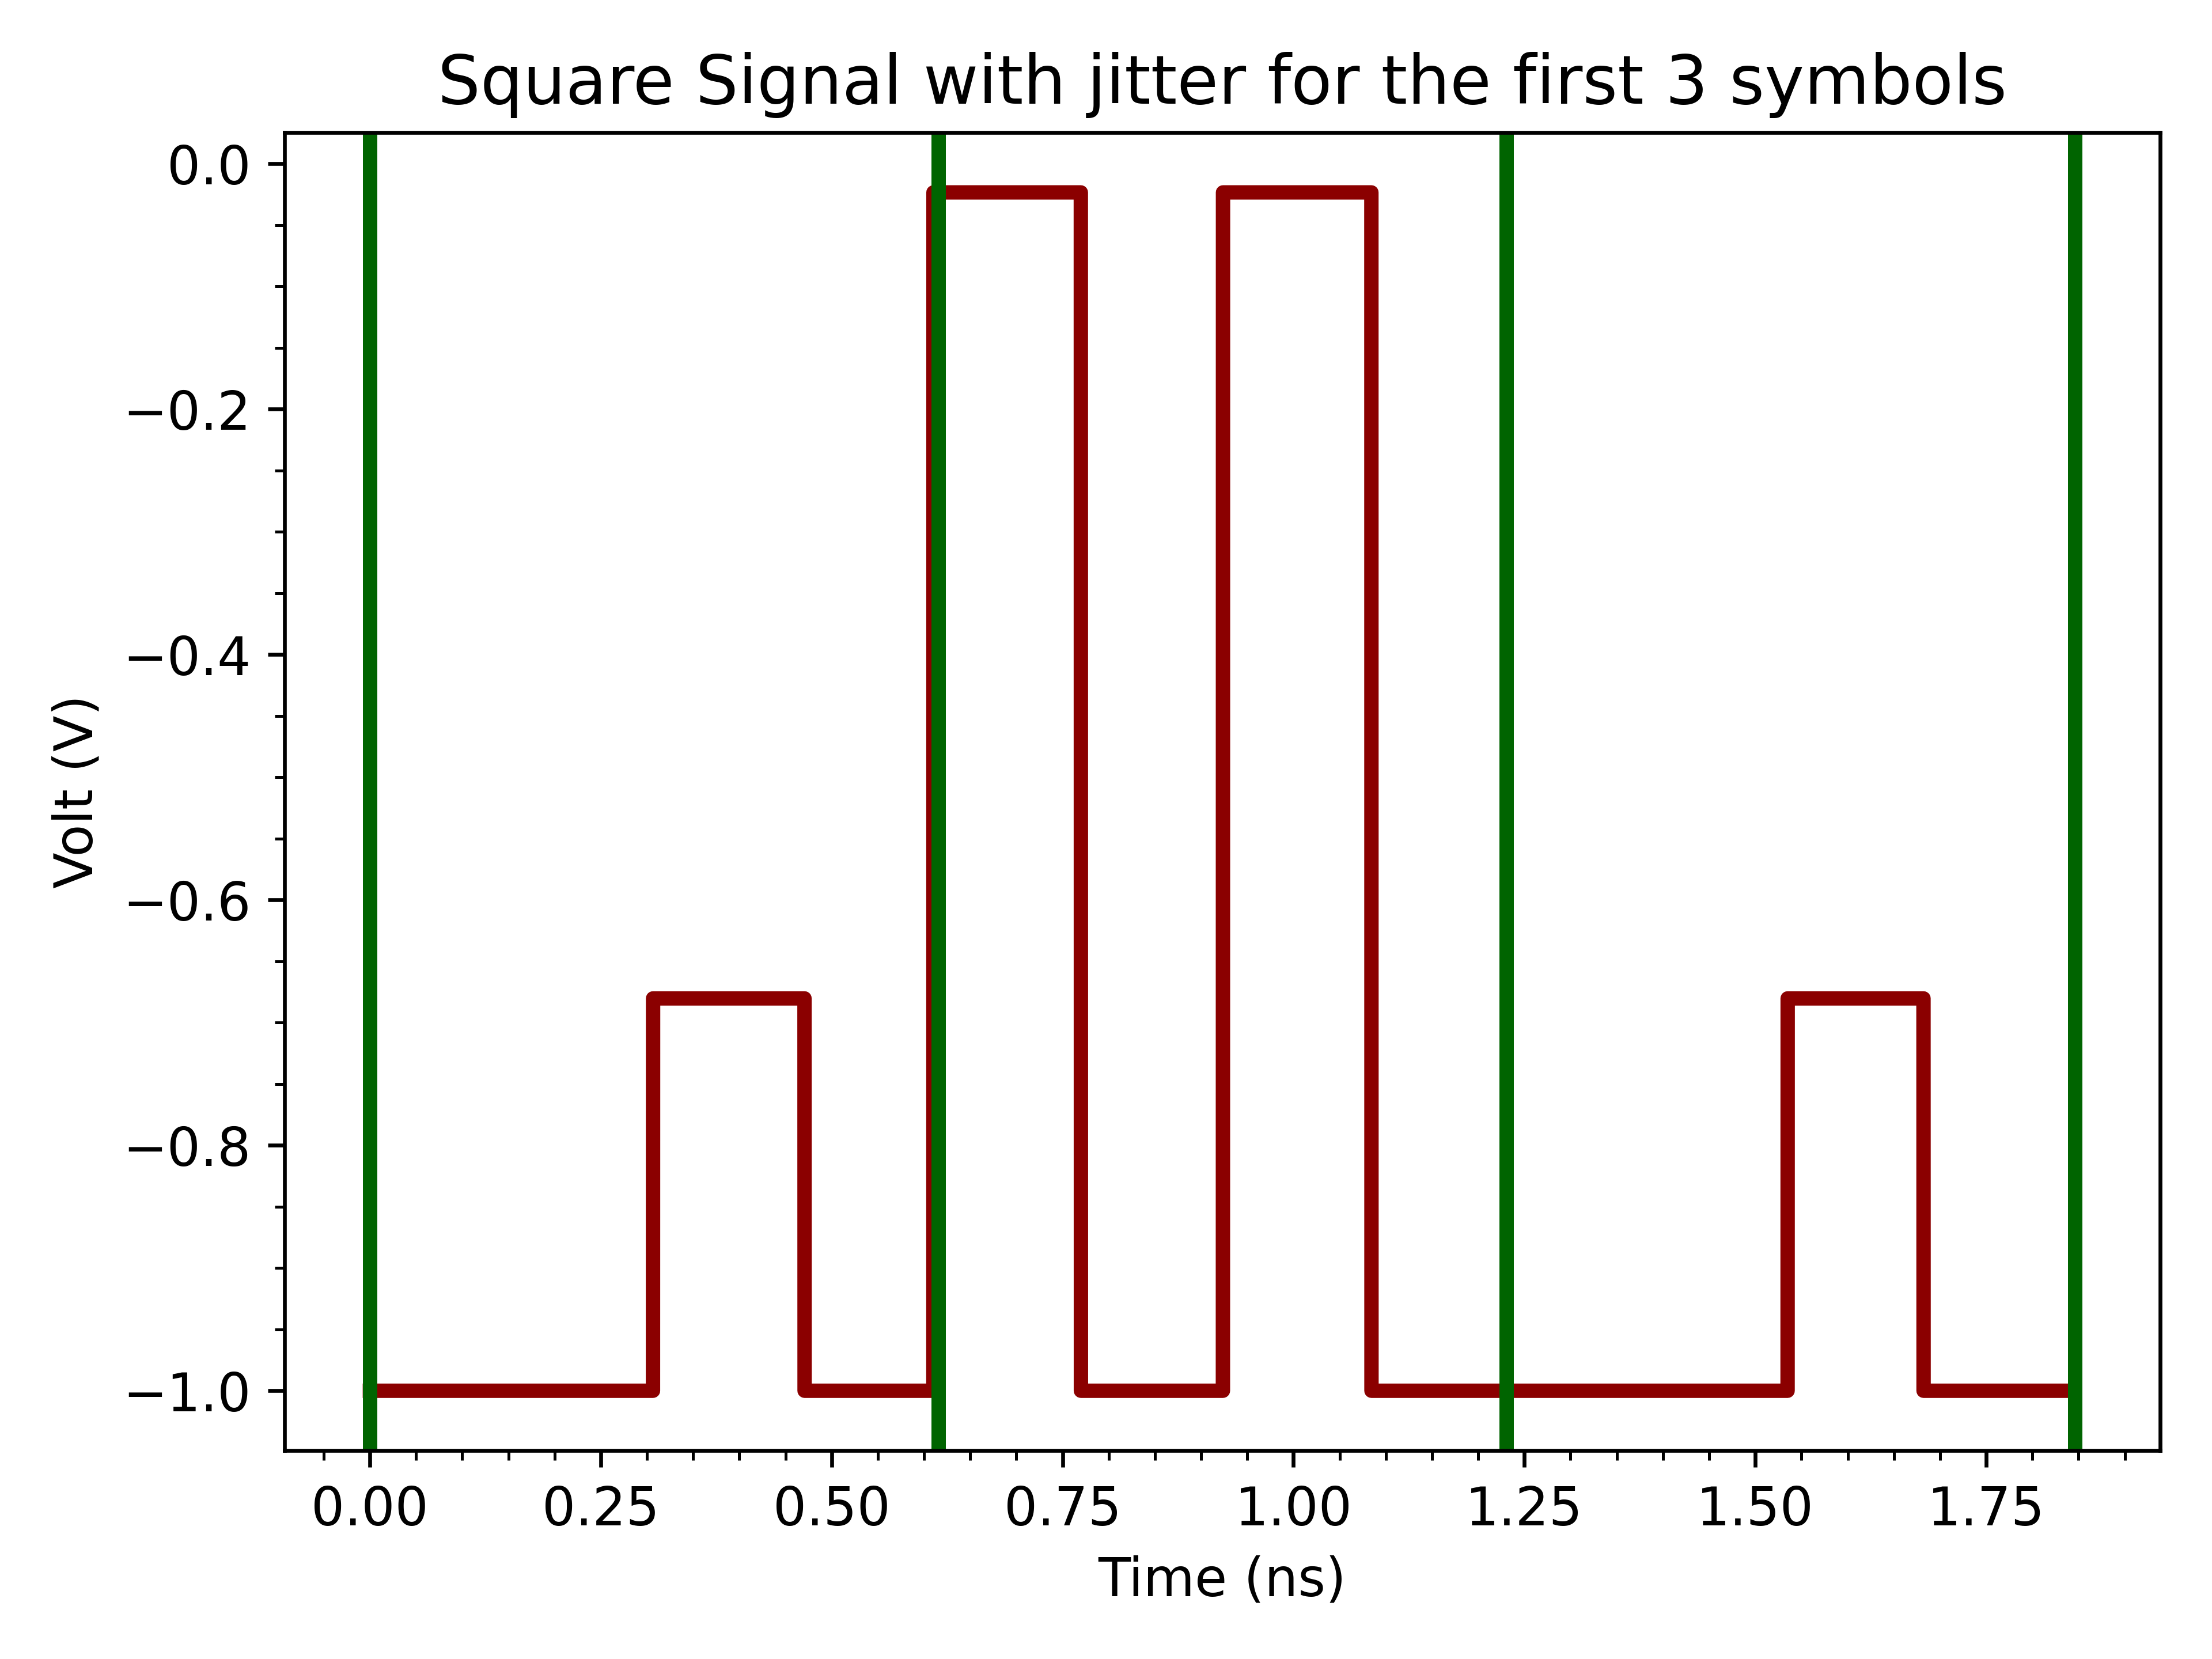 Square Signal with jitter for the first 3 symbols
0.0
−0.2
−0.4
−0.6
−0.8
−1.0
Volt (V)
0.00 0.25 0.50 0.75 1.00 1.25 1.50 1.75
Time (ns)